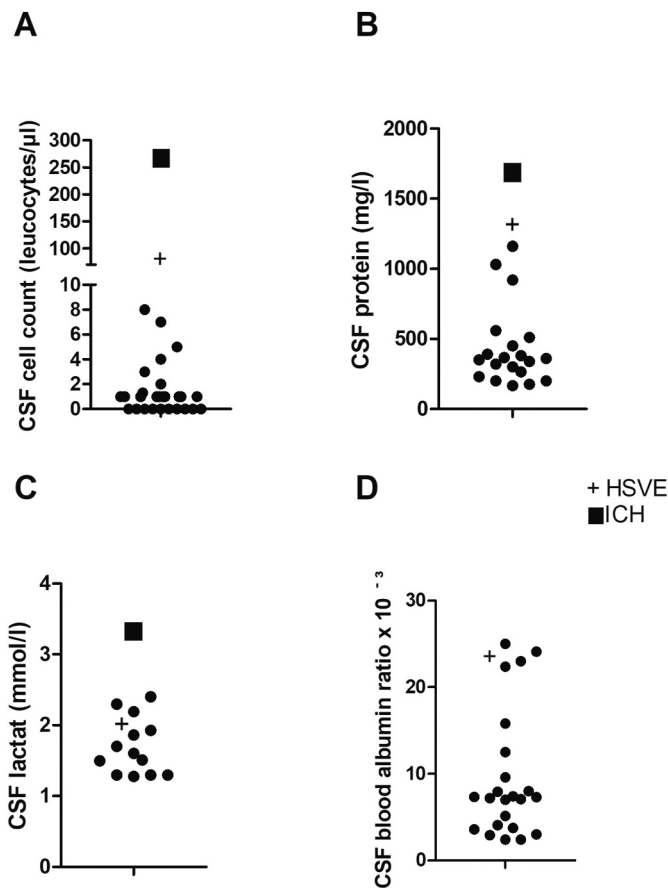 A
B
CSF cell count (leucocytes/µl)
300
250
200
150
100
10
8
6
4
2
0
CSF protein (mg/l)
2000
1500
1000
500
0
C
D
+ HSVE
■ ICH
CSF lactat (mmol/l)
4
3
2
1
0
CSF blood albumin ratio x 10 ⁻³
30
20
10
0